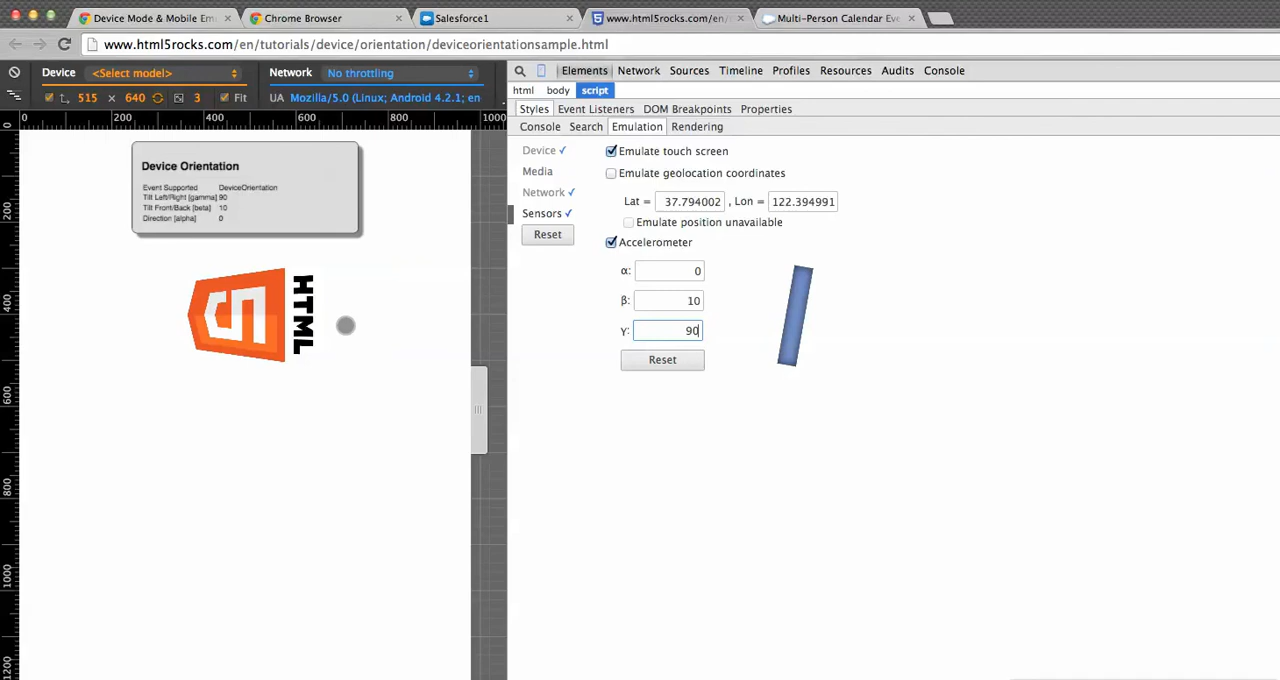 Device Mode & Mobile Em
Chrome Browser
Salesforce1
www.html5rocks.com/en/
Multi-Person Calendar Eve
www.html5rocks.com/en/tutorials/device/orientation/deviceorientationsample.html
Device <Select model> Network No throttling
515 × 640 3 Fit UA Mozilla/5.0 (Linux; Android 4.2.1; en
0 200 400 600 800 1000
0
200
400
600
800
1000
1200
Device Orientation
Event Supported DeviceOrientation
Tilt Left/Right [gamma] 90
Tilt Front/Back [beta] 10
Direction [alpha] 0
HTML
5
Elements Network Sources Timeline Profiles Resources Audits Console
html body script
Styles Event Listeners DOM Breakpoints Properties
Console Search Emulation Rendering
Device ✓
Media
Network ✓
Sensors ✓
Reset
Emulate touch screen
Emulate geolocation coordinates
Lat = 37.794002 , Lon = 122.394991
Emulate position unavailable
Accelerometer
α: 0
β: 10
γ: 90
Reset